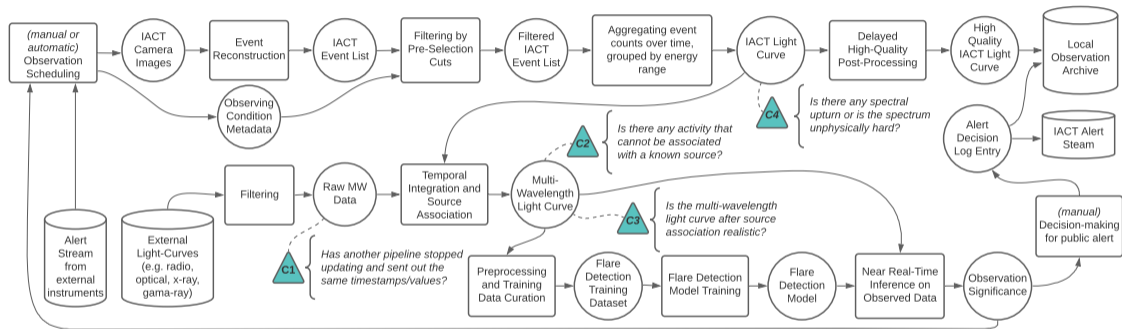 (manual or
automatic)
Observation
Scheduling
IACT
Camera
Images
Event
Reconstruction
IACT
Event List
Filtering by
Pre-Selection
Cuts
Filtered
IACT
Event List
Aggregating event
counts over time,
grouped by energy
range
IACT Light
Curve
Delayed
High-Quality
Post-Processing
High
Quality
IACT Light
Curve
Local
Observation
Archive
Observing
Condition
Metadata
C4
Is there any spectral
upturn or is the spectrum
unphysically hard?
C2
Is there any activity that
cannot be associated
with a known source?
Alert
Decision
Log Entry
IACT Alert
Steam
Filtering
Raw MW
Data
Temporal
Integration and
Source
Association
Multi-
Wavelength
Light Curve
C3
Is the multi-wavelength
light curve after source
association realistic?
(manual)
Decision-making
for public alert
Alert
Stream
from
external
instruments
External
Light-Curves
(e.g. radio,
optical, x-ray,
gama-ray)
C1
Has another pipeline stopped
updating and sent out the
same timestamps/values?
Preprocessing
and Training
Data Curation
Flare
Detection
Training
Dataset
Flare Detection
Model Training
Flare
Detection
Model
Near Real-Time
Inference on
Observed Data
Observation
Significance